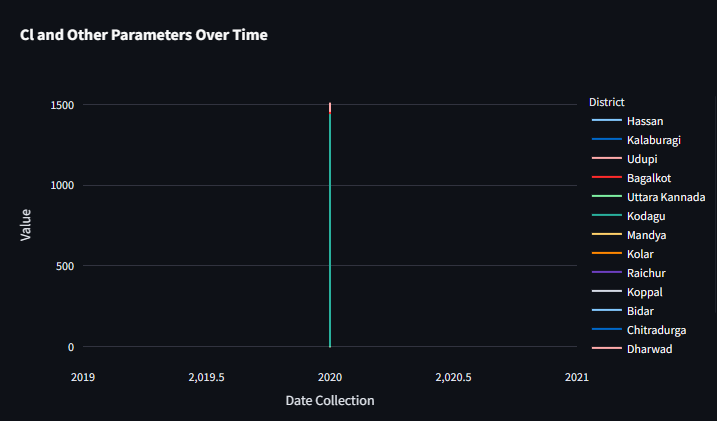 Cl and Other Parameters Over Time
1500
1000
500
0
Value
2019
2,019.5
2020
2,020.5
2021
Date Collection
District
Hassan
Kalaburagi
Udupi
Bagalkot
Uttara Kannada
Kodagu
Mandya
Kolar
Raichur
Koppal
Bidar
Chitradurga
Dharwad